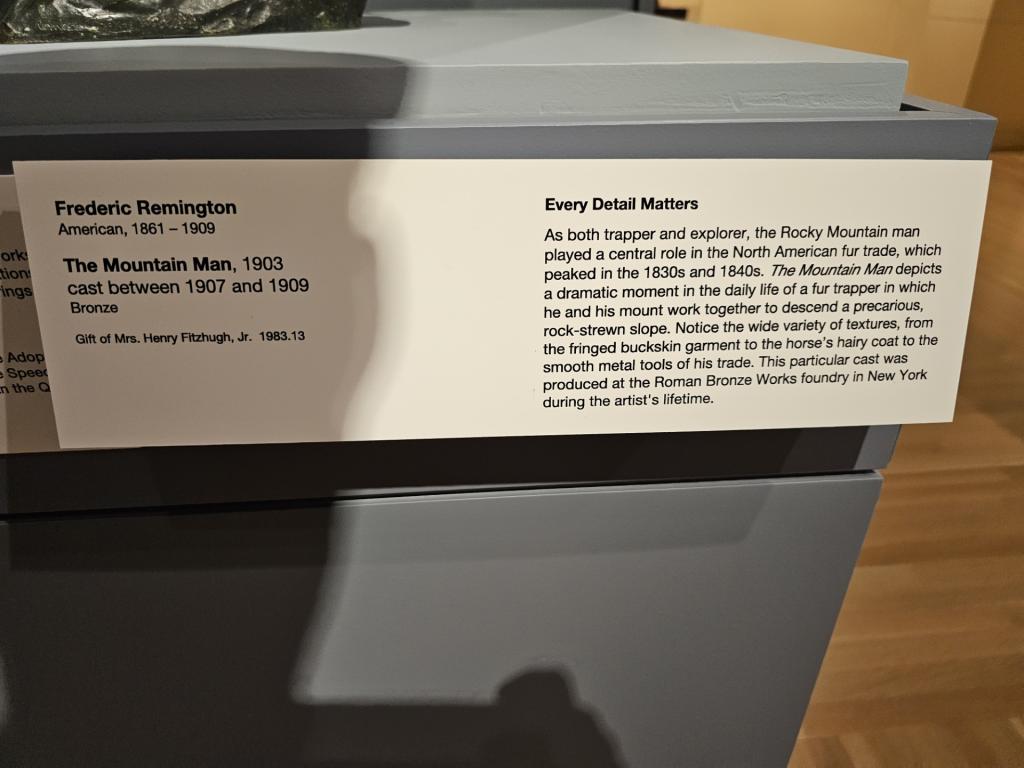 Frederic Remington
American, 1861 – 1909
The Mountain Man, 1903
cast between 1907 and 1909
Bronze
Gift of Mrs. Henry Fitzhugh, Jr. 1983.13
Every Detail Matters
As both trapper and explorer, the Rocky Mountain man
played a central role in the North American fur trade, which
peaked in the 1830s and 1840s. The Mountain Man depicts
a dramatic moment in the daily life of a fur trapper in which
he and his mount work together to descend a precarious,
rock-strewn slope. Notice the wide variety of textures, from
the fringed buckskin garment to the horse's hairy coat to the
smooth metal tools of his trade. This particular cast was
produced at the Roman Bronze Works foundry in New York
during the artist's lifetime.